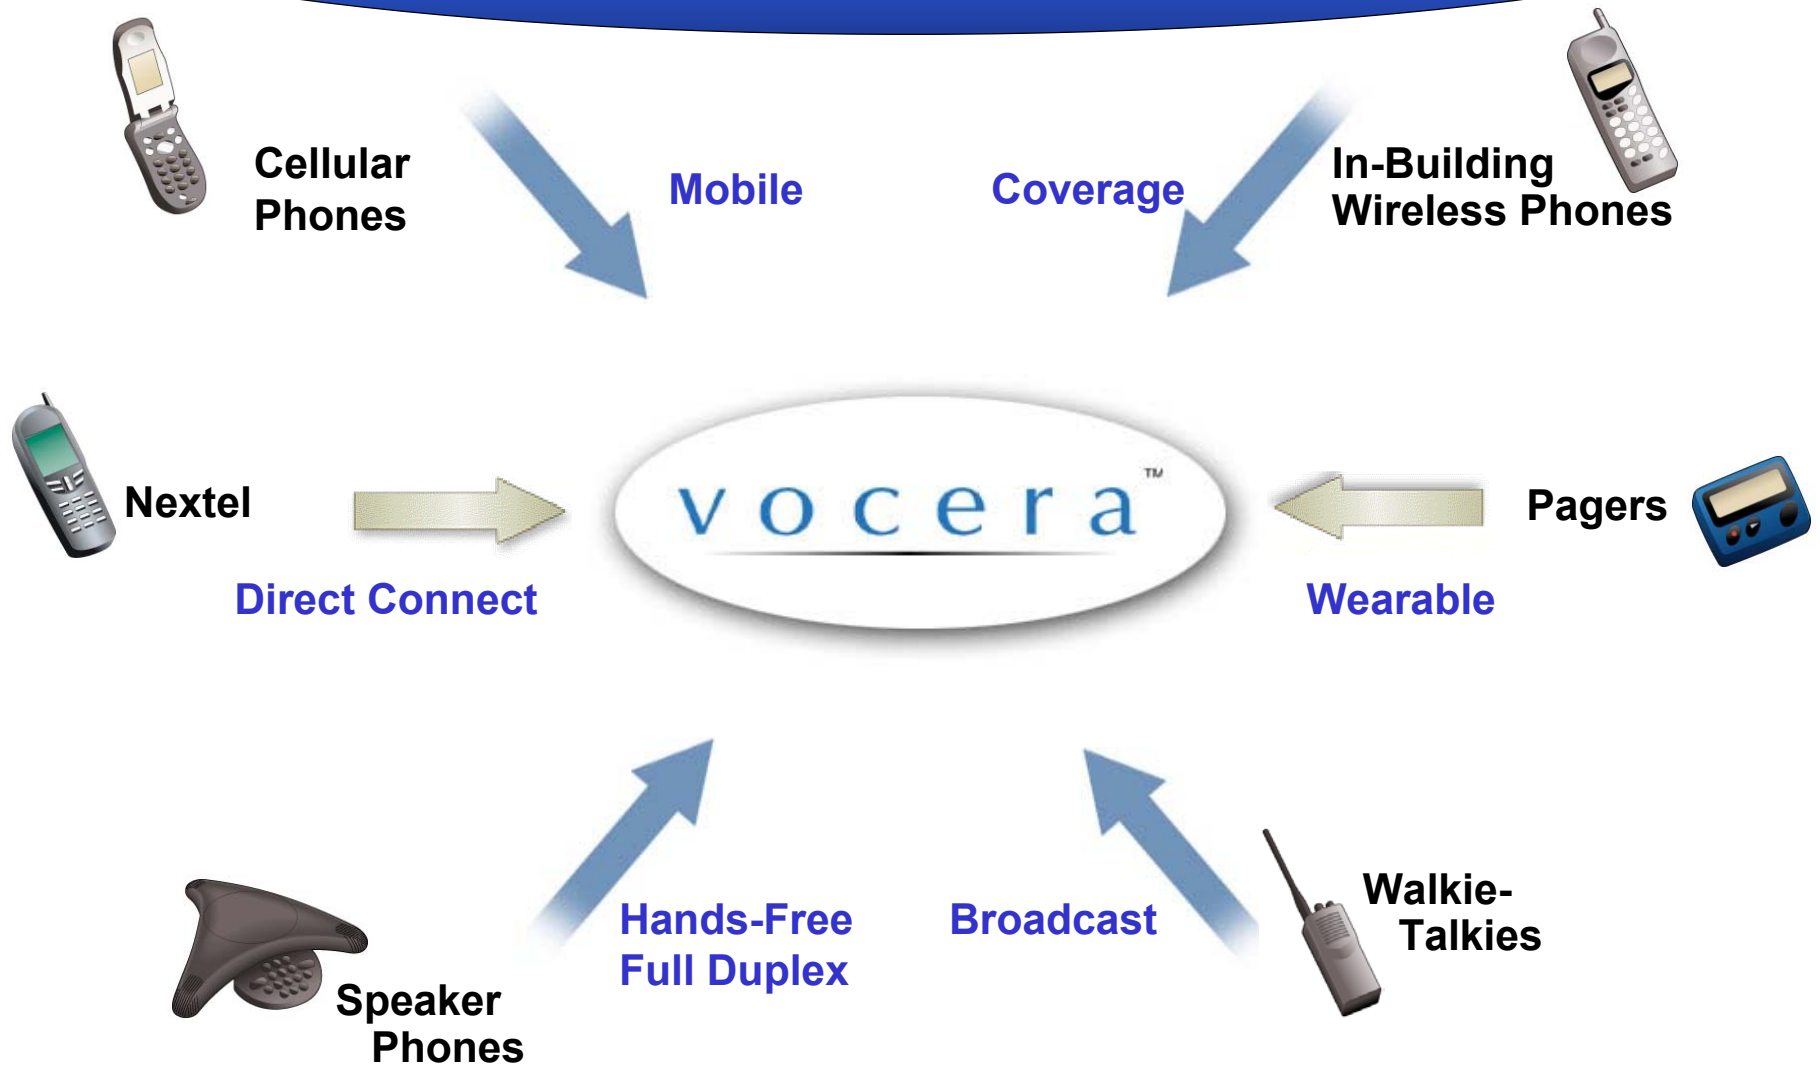 Cellular
Phones
Mobile
Coverage
In-Building
Wireless Phones
Nextel
Direct Connect
vocera™
Pagers
Wearable
Speaker
Phones
Hands-Free
Full Duplex
Broadcast
Walkie-
Talkies